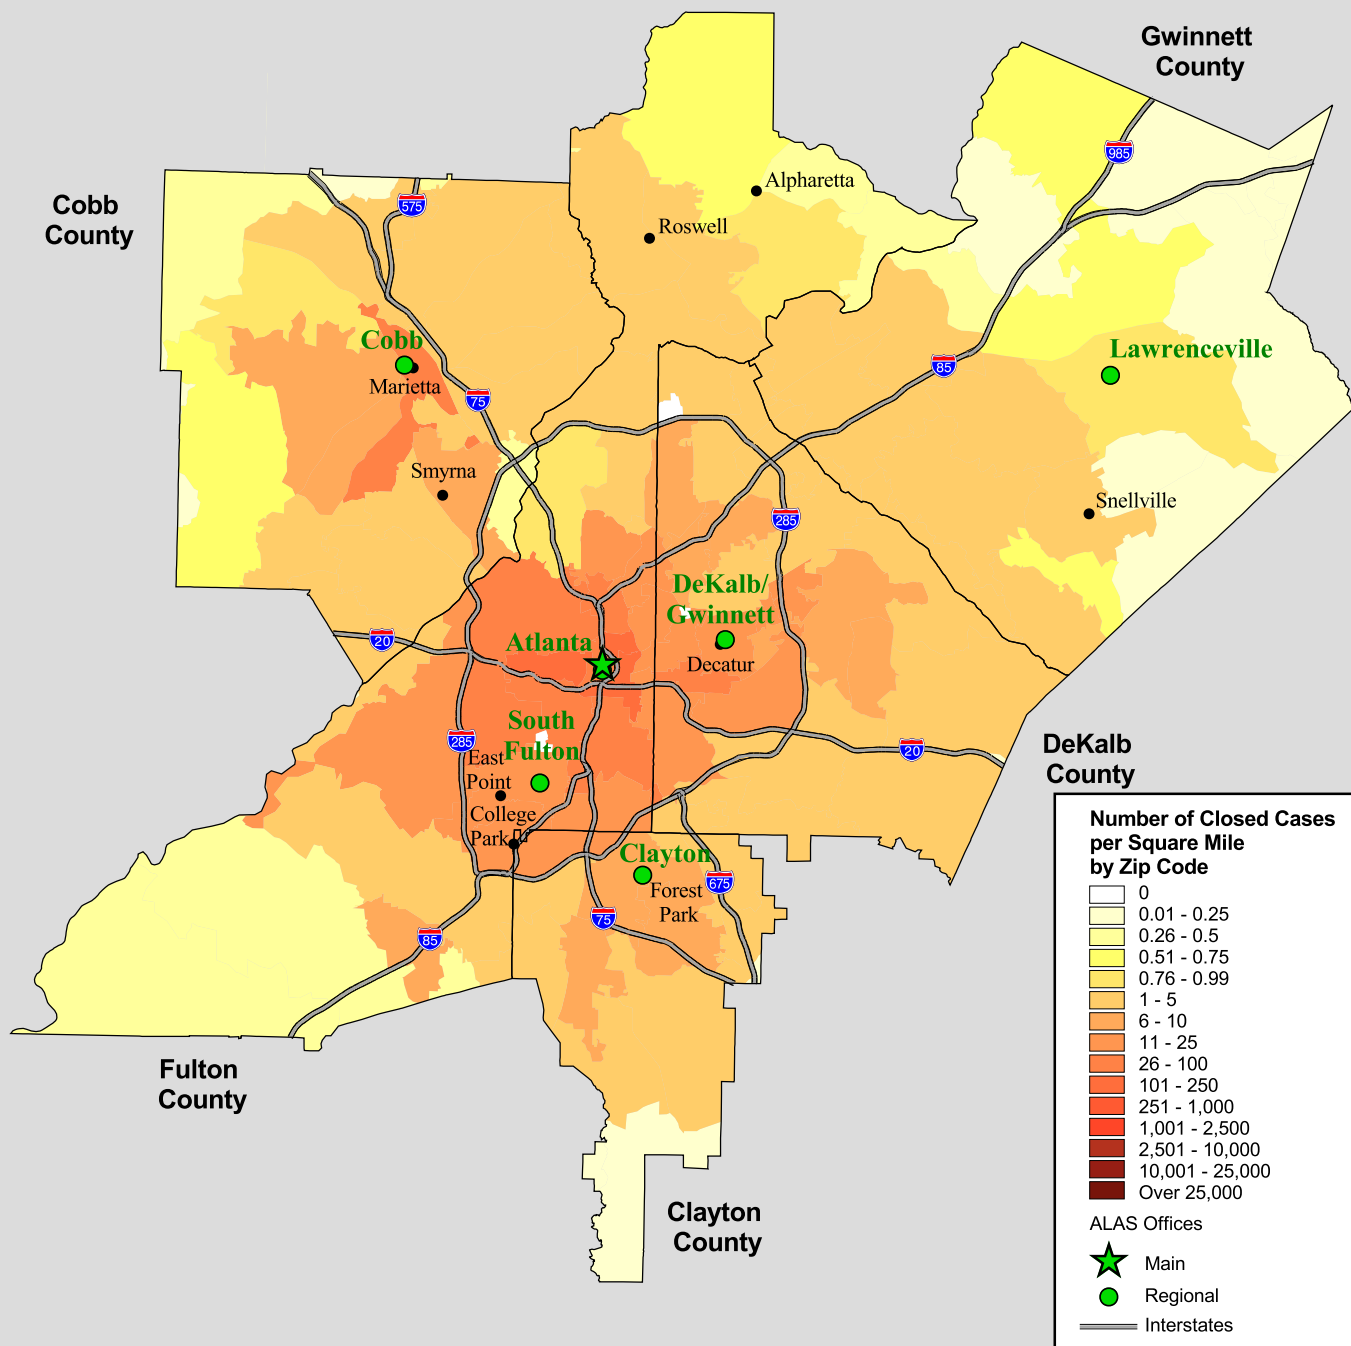 Gwinnett
County
985
Cobb
County
575
Alpharetta
Roswell
Cobb
Marietta
75
85
Lawrenceville
Smyrna
Snellville
285
DeKalb/
Gwinnett
20
Atlanta
Decatur
South
Fulton
285
East
Point
College
Park
20
DeKalb
County
Clayton
675
Forest
Park
75
85
Fulton
County
Clayton
County
Number of Closed Cases
per Square Mile
by Zip Code
0
0.01 - 0.25
0.26 - 0.5
0.51 - 0.75
0.76 - 0.99
1 - 5
6 - 10
11 - 25
26 - 100
101 - 250
251 - 1,000
1,001 - 2,500
2,501 - 10,000
10,001 - 25,000
Over 25,000
ALAS Offices
Main
Regional
Interstates